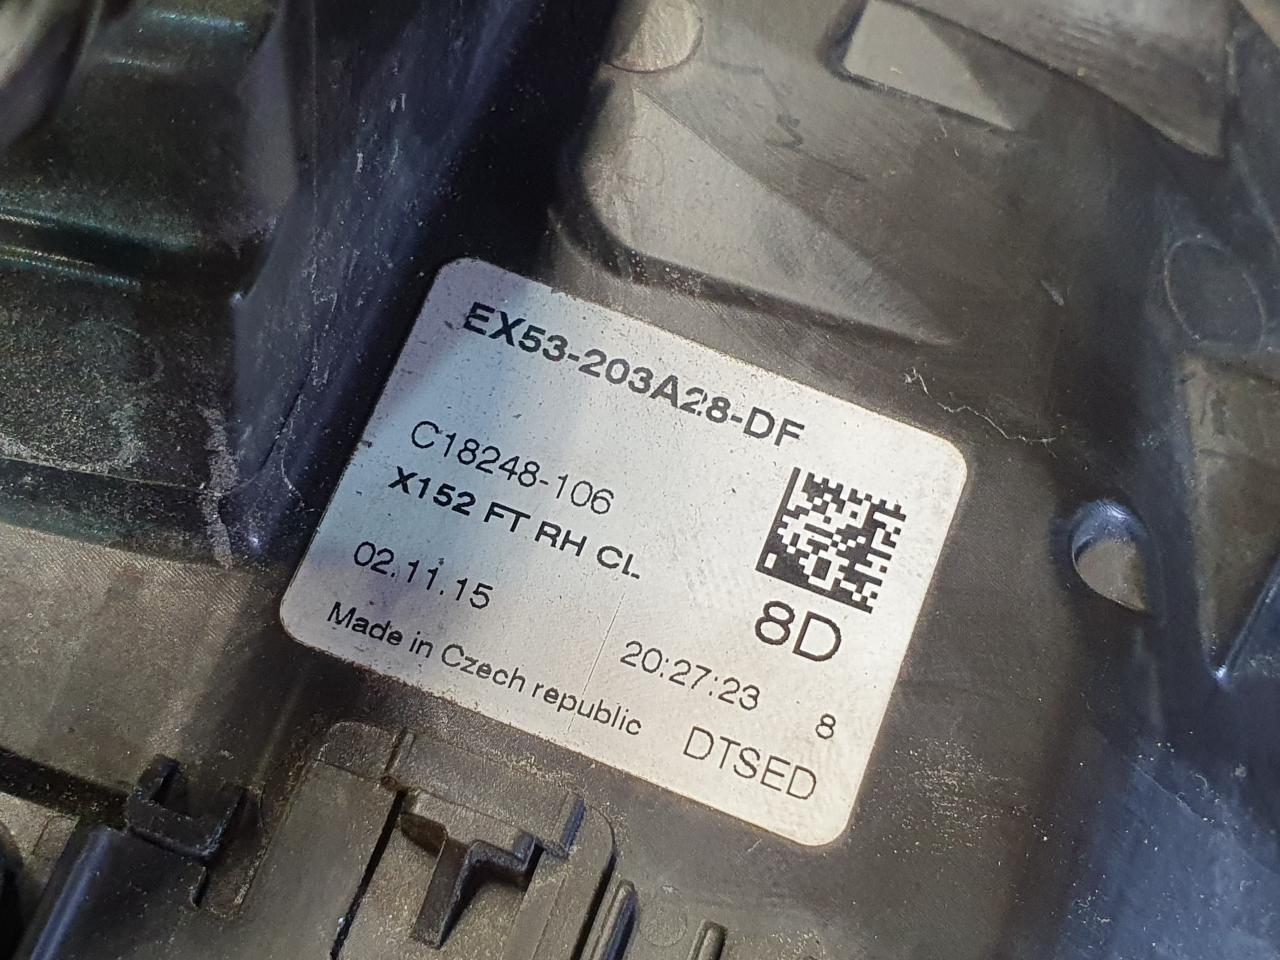 EX53-203A28-DF
C18248-106
X152 FT RH CL
8D
02.11.15
20:27:23 8
Made in Czech republic
DTSED